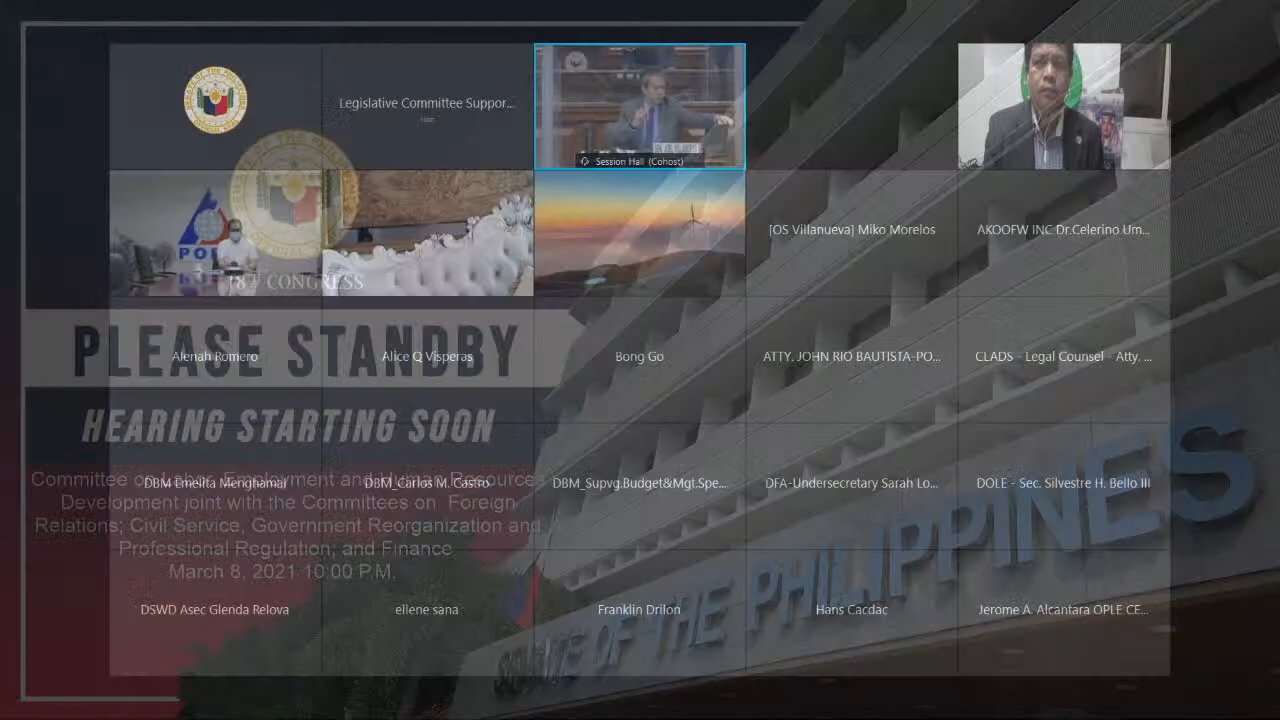 Legislative Committee Suppor...
Host
Session Hall (Cohost)
[OS Villanueva] Miko Morelos
AKOOFW INC Dr.Celerino Um...
18TH CONGRESS
PLEASE STANDBY
Alenah Romero
Alice Q Visperas
Bong Go
ATTY. JOHN RIO BAUTISTA-PO...
CLADS - Legal Counsel - Atty. ...
HEARING STARTING SOON
Committee on Labor, Employment and Human Resources
Development joint with the Committees on Foreign
Relations; Civil Service, Government Reorganization and
Professional Regulation; and Finance
March 8, 2021 10:00 P.M.
DBM_Carlos M. Castro
DBM_Supvg.Budget&Mgt.Spe...
DFA-Undersecretary Sarah Lo...
DOLE - Sec. Silvestre H. Bello III
DSWD Asec Glenda Relova
ellene sana
Franklin Drilon
Hans Cacdac
Jerome A. Alcantara OPLE CE...
SENATE OF THE PHILIPPINES